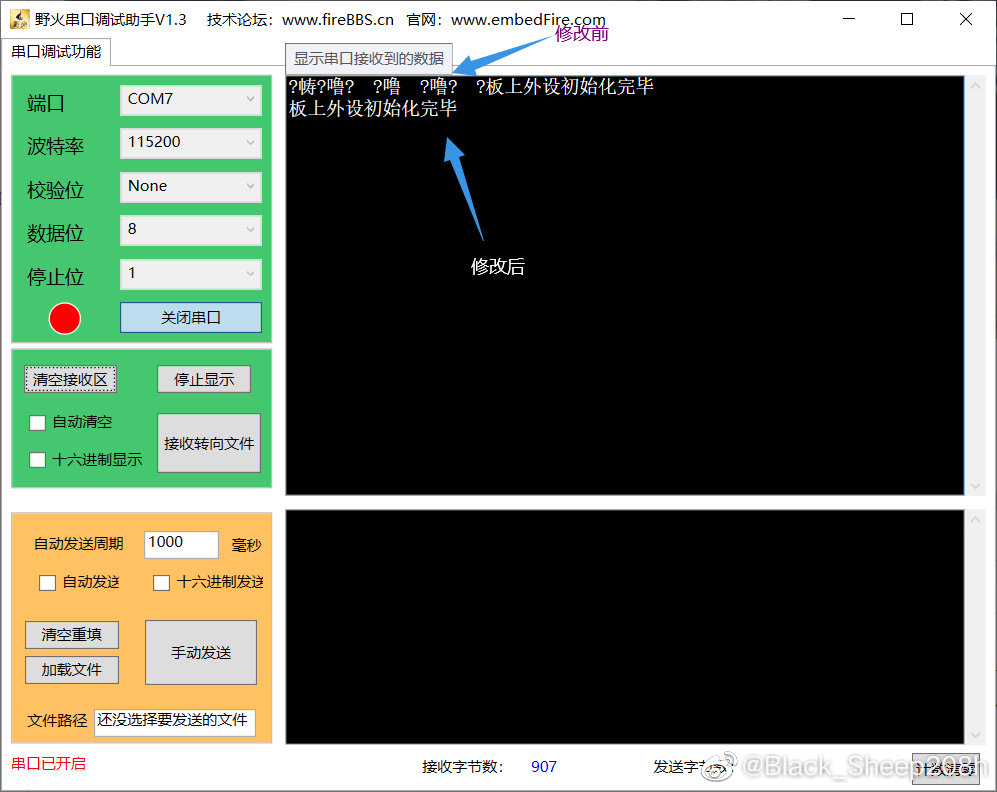 野火串口调试助手V1.3 技术论坛：www.fireBBS.cn 官网：www.embedFire.com
修改前
串口调试功能
显示串口接收到的数据
端口 COM7
波特率 115200
校验位 None
数据位 8
停止位 1
关闭串口
?帱?噜? ?噜 ?噜? ?板上外设初始化完毕
板上外设初始化完毕
修改后
清空接收区 停止显示
自动清空
接收转向文件
十六进制显示
自动发送周期 1000 毫秒
自动发送 十六进制发送
清空重填
手动发送
加载文件
文件路径 还没选择要发送的文件
串口已开启 接收字节数： 907 发送字节数：
@Black_Sheep208h
计数清零